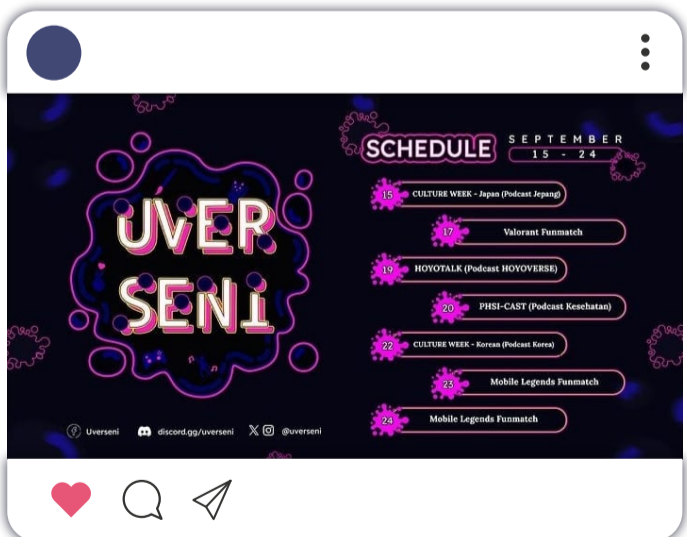 UVER
SENI
Uverseni
discord.gg/uverseni
@uverseni
SCHEDULE
SEPTEMBER
15 - 24
15
CULTURE WEEK - Japan (Podcast Jepang)
17
Valorant Funmatch
19
HOYOTALK (Podcast HOYOVERSE)
20
PHSI-CAST (Podcast Kesehatan)
22
CULTURE WEEK - Korean (Podcast Korea)
23
Mobile Legends Funmatch
24
Mobile Legends Funmatch